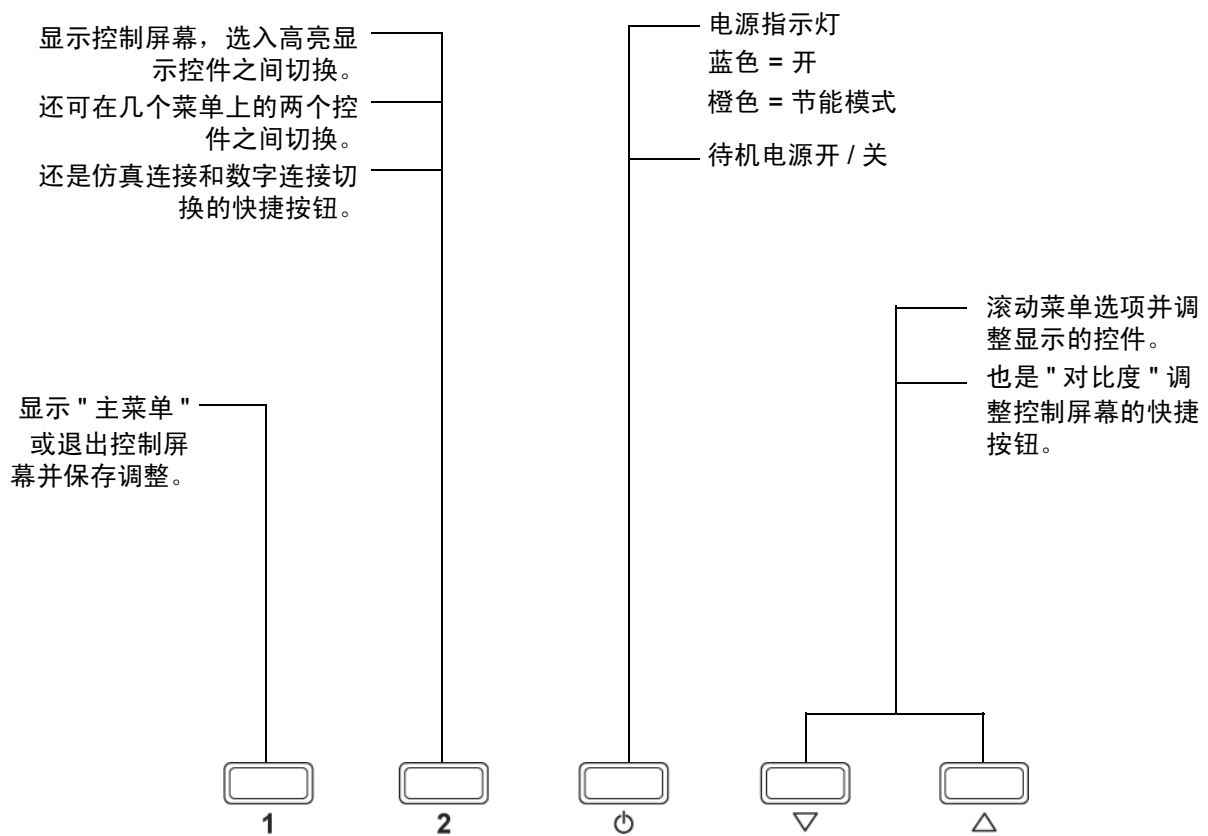 显示控制屏幕，选入高亮显
示控件之间切换。
还可在几个菜单上的两个控
件之间切换。
还是仿真连接和数字连接切
换的快捷按钮。
电源指示灯
蓝色 = 开
橙色 = 节能模式
待机电源开 / 关
滚动菜单选项并调
整显示的控件。
也是 " 对比度 " 调
整控制屏幕的快捷
按钮。
显示 " 主菜单 "
或退出控制屏
幕并保存调整。
1
2